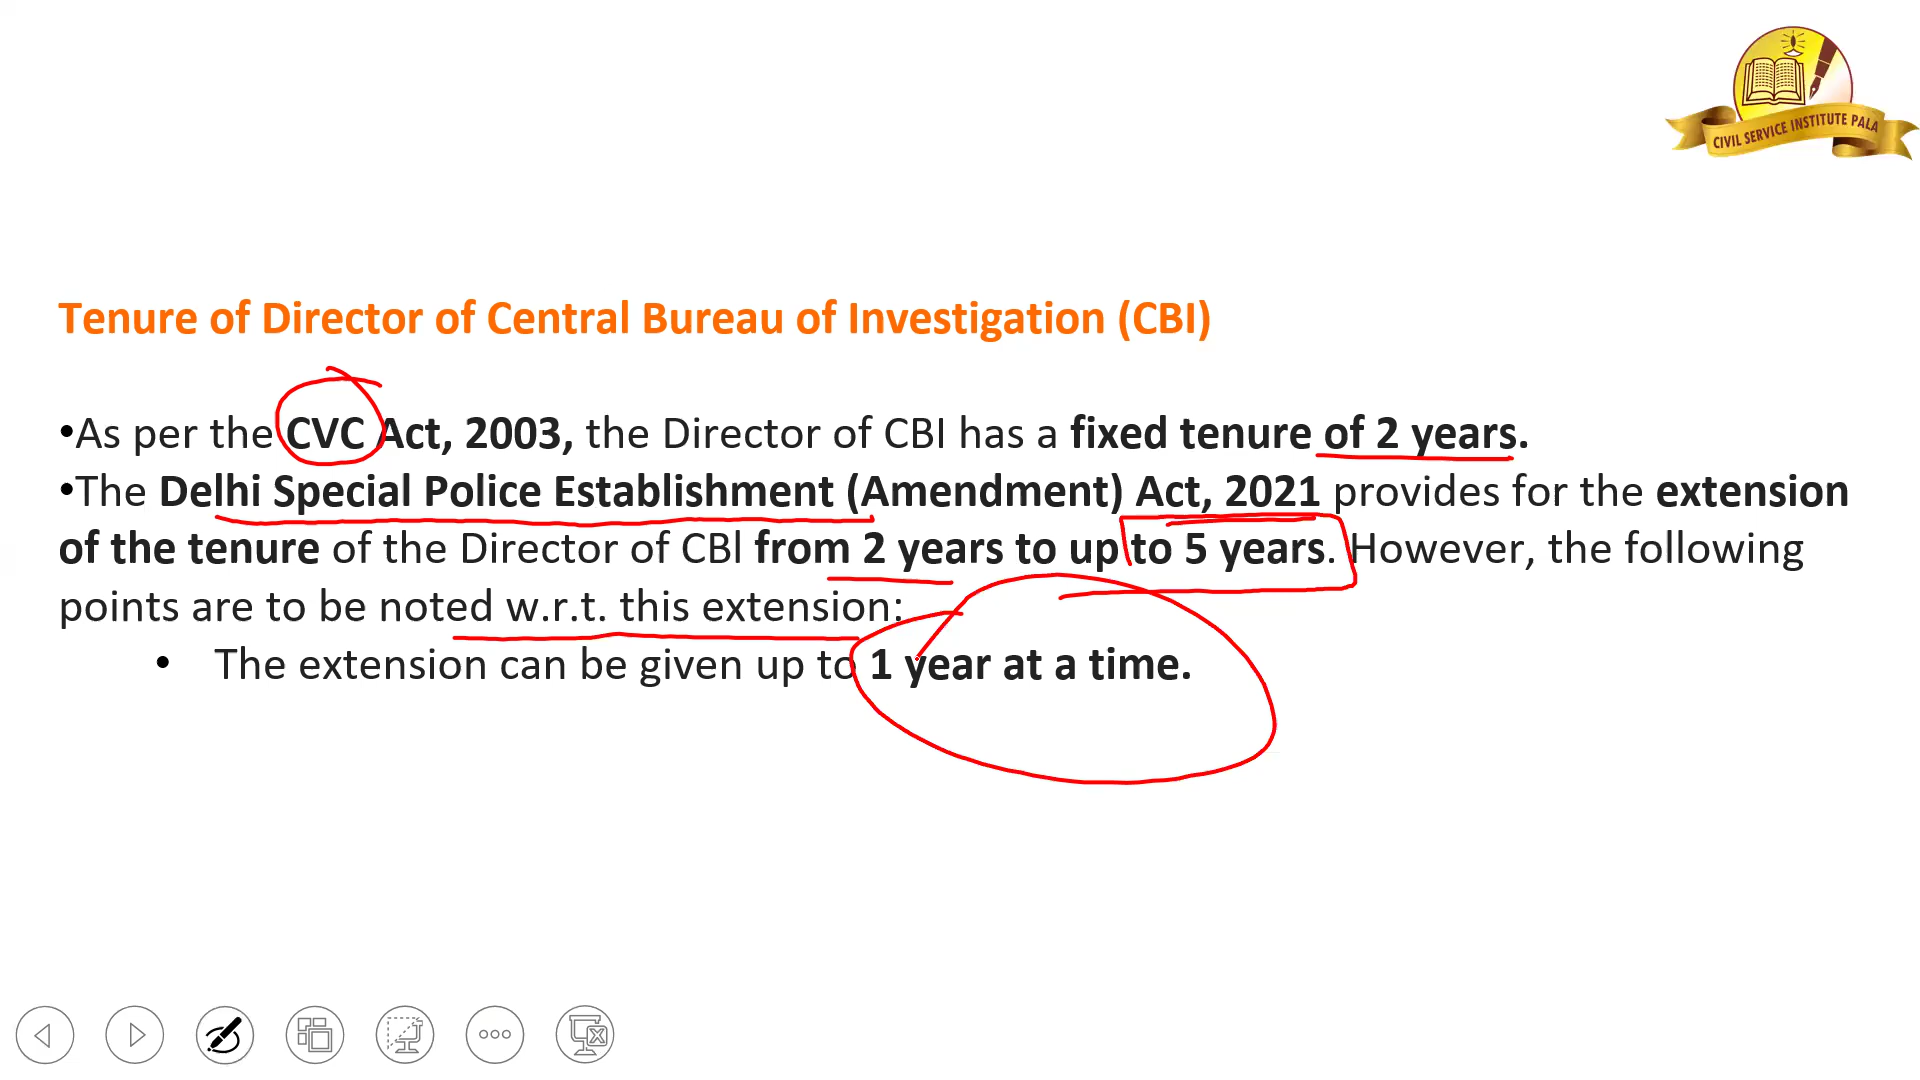 CIVIL SERVICE INSTITUTE PALA
Tenure of Director of Central Bureau of Investigation (CBI)
•As per the CVC Act, 2003, the Director of CBI has a fixed tenure of 2 years.
•The Delhi Special Police Establishment (Amendment) Act, 2021 provides for the extension
of the tenure of the Director of CBl from 2 years to up to 5 years. However, the following
points are to be noted w.r.t. this extension:
• The extension can be given up to 1 year at a time.